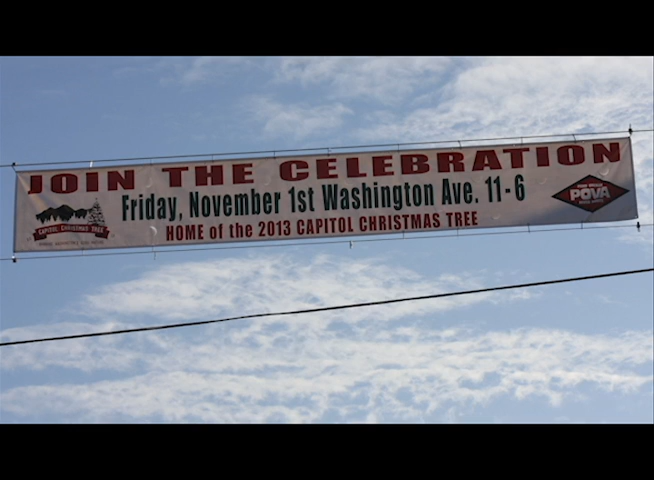 JOIN THE CELEBRATION
Friday, November 1st Washington Ave. 11-6
HOME of the 2013 CAPITOL CHRISTMAS TREE
CAPITOL CHRISTMAS TREE
POVA